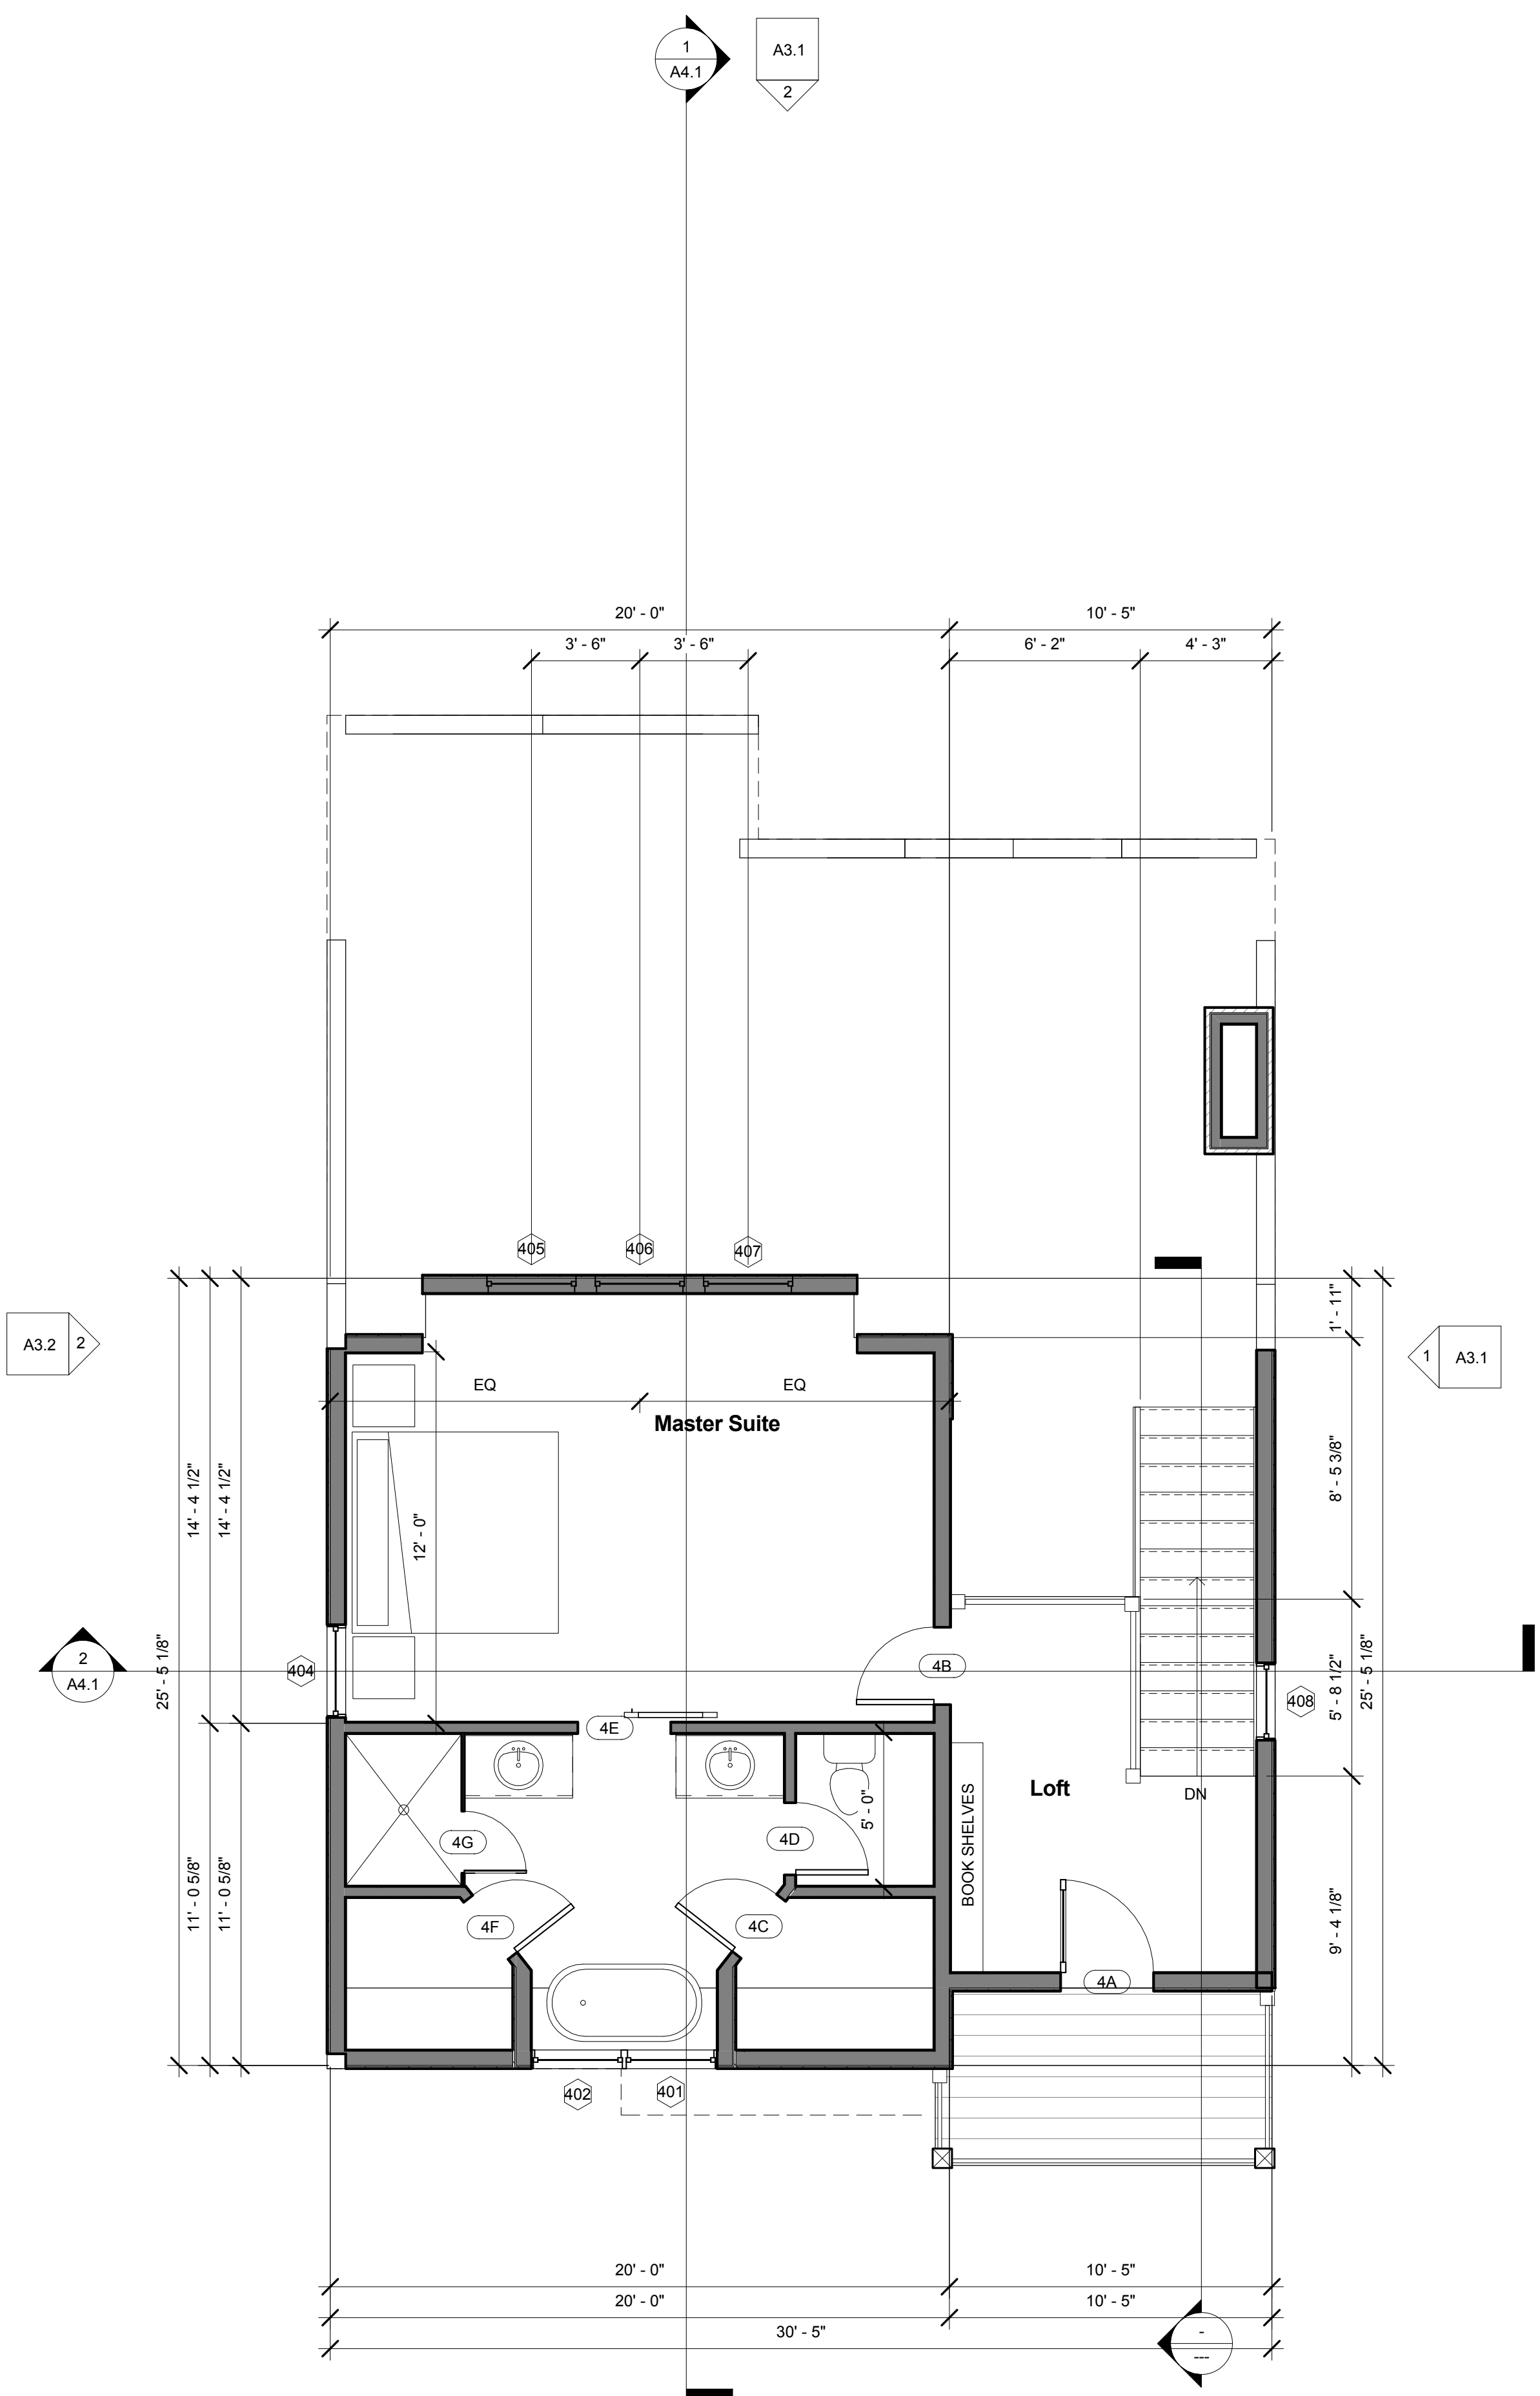 1
A4.1
A3.1
2
20' - 0"
10' - 5"
3' - 6"
3' - 6"
6' - 2"
4' - 3"
405
406
407
A3.2
2
1
A3.1
1' - 11"
EQ
EQ
Master Suite
14' - 4 1/2"
14' - 4 1/2"
12' - 0"
8' - 5 3/8"
2
A4.1
25' - 5 1/8"
404
4B
408
5' - 8 1/2"
25' - 5 1/8"
4E
Loft
DN
BOOK SHELVES
5' - 0"
4G
4D
4F
4C
11' - 0 5/8"
11' - 0 5/8"
9' - 4 1/8"
4A
402
401
20' - 0"
10' - 5"
20' - 0"
10' - 5"
30' - 5"
-
---